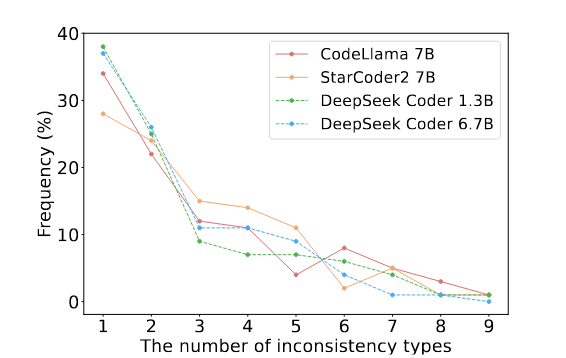 40
30
20
10
0
Frequency (%)
CodeLlama 7B
StarCoder2 7B
DeepSeek Coder 1.3B
DeepSeek Coder 6.7B
1 2 3 4 5 6 7 8 9
The number of inconsistency types